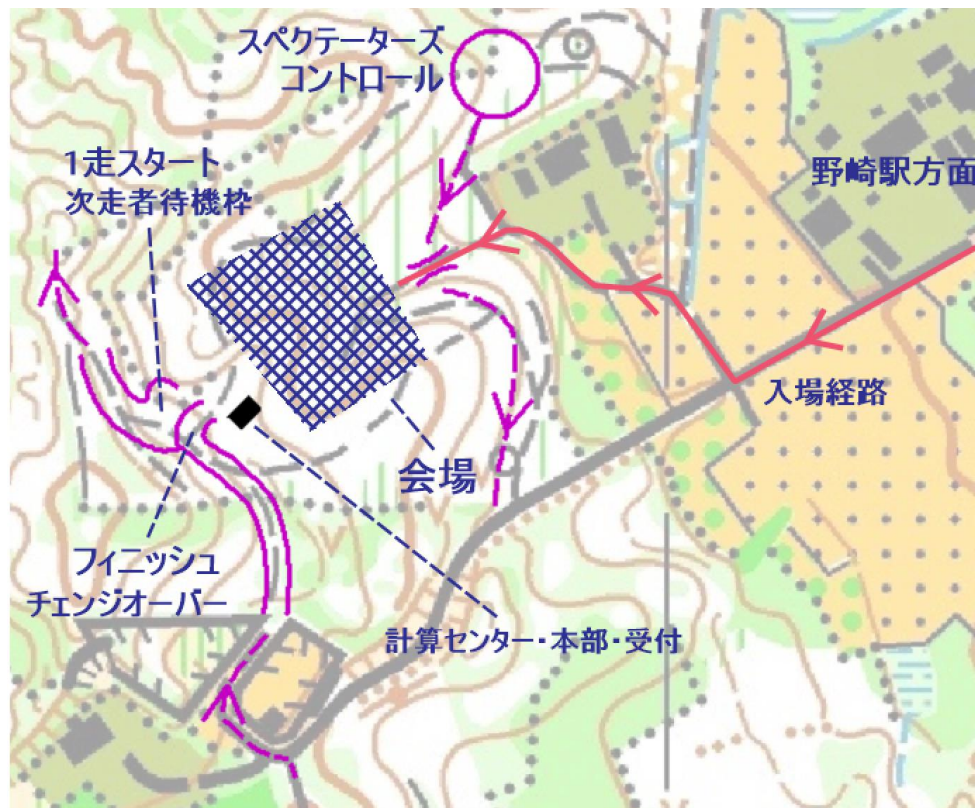 スペクテーターズ
コントロール
1走スタート
次走者待機枠
野崎駅方面
入場経路
会場
フィニッシュ
チェンジオーバー
計算センター・本部・受付